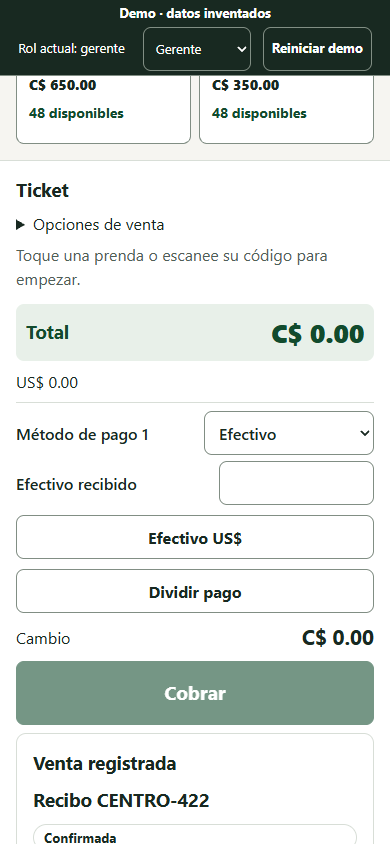 Demo · datos inventados
Rol actual: gerente
Gerente
Reiniciar demo
C$ 650.00
C$ 350.00
48 disponibles
48 disponibles
Ticket
Opciones de venta
Toque una prenda o escanee su código para
empezar.
Total
C$ 0.00
US$ 0.00
Método de pago 1
Efectivo
Efectivo recibido
Efectivo US$
Dividir pago
Cambio
C$ 0.00
Cobrar
Venta registrada
Recibo CENTRO-422
Confirmada